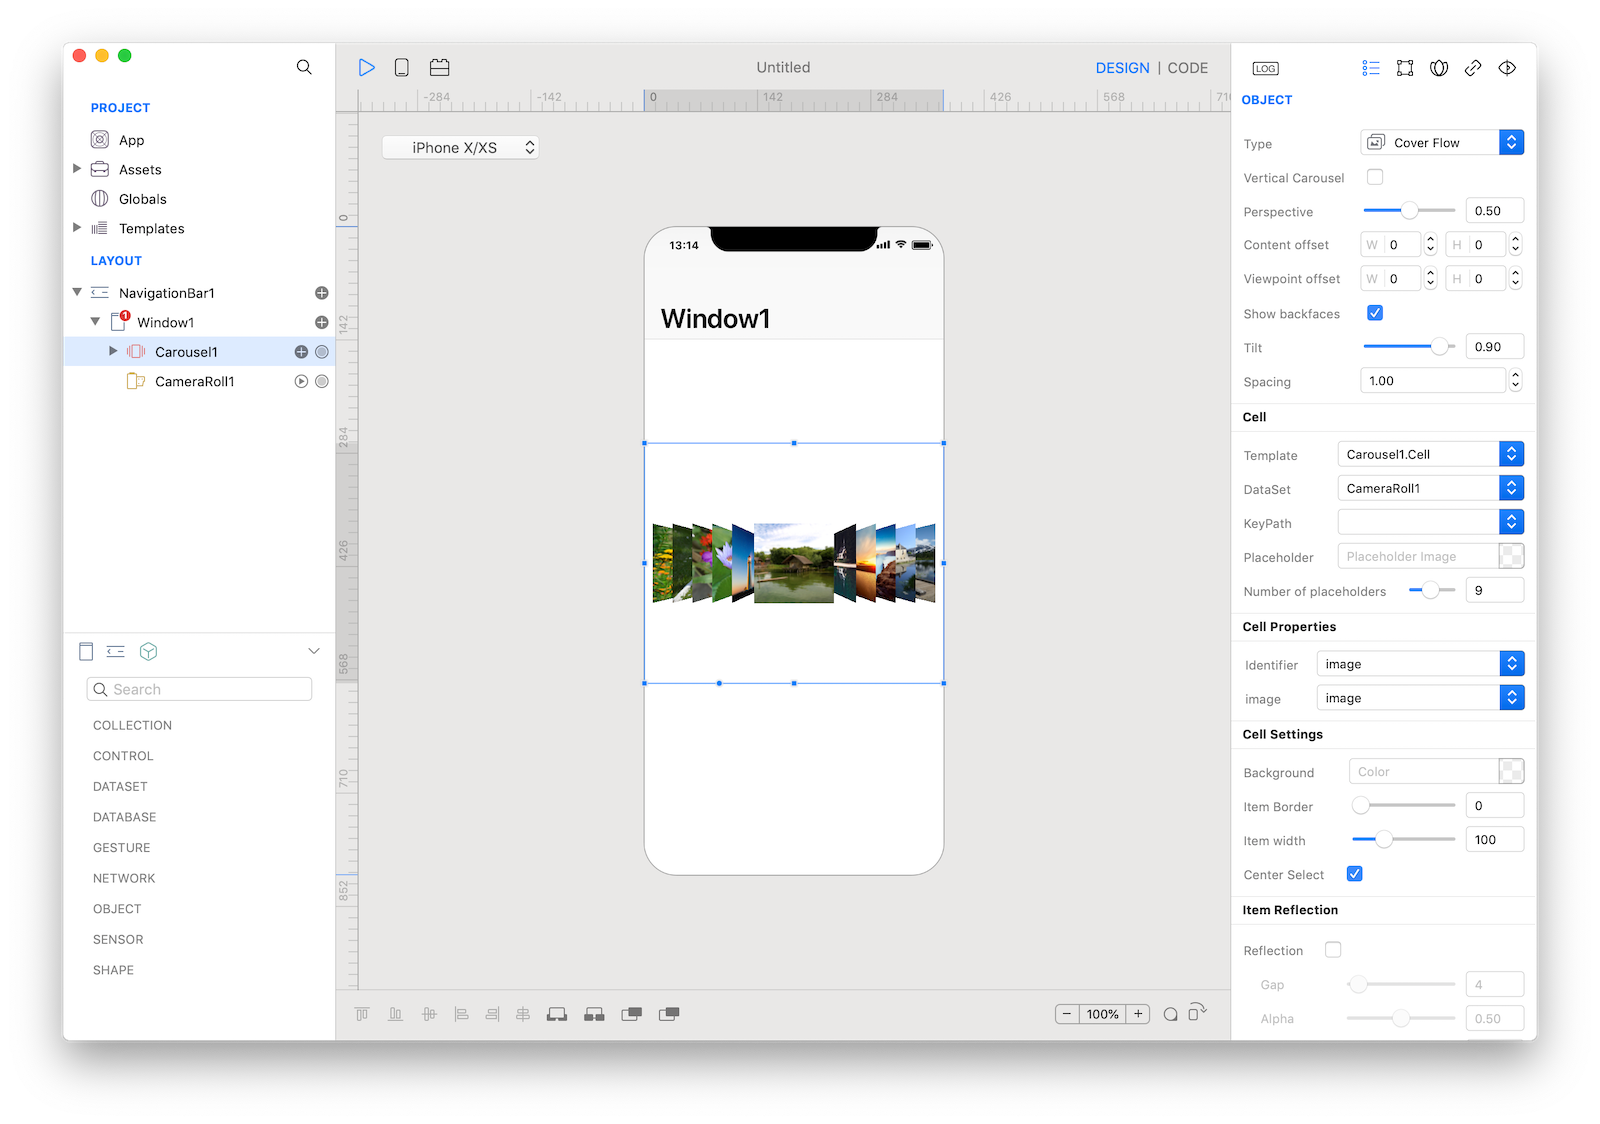 Untitled
DESIGN | CODE
LOG
PROJECT
App
Assets
Globals
Templates
LAYOUT
NavigationBar1
Window1
1
Carousel1
CameraRoll1
Search
COLLECTION
CONTROL
DATASET
DATABASE
GESTURE
NETWORK
OBJECT
SENSOR
SHAPE
-284 -142 0 142 284 426 568 710
0
142
284
426
568
710
852
iPhone X/XS
13:14
Window1
100%
OBJECT
Type Cover Flow
Vertical Carousel
Perspective 0.50
Content offset W 0 H 0
Viewpoint offset W 0 H 0
Show backfaces
Tilt 0.90
Spacing 1.00
Cell
Template Carousel1.Cell
DataSet CameraRoll1
KeyPath
Placeholder Placeholder Image
Number of placeholders 9
Cell Properties
Identifier image
image image
Cell Settings
Background Color
Item Border 0
Item width 100
Center Select
Item Reflection
Reflection
Gap 4
Alpha 0.50